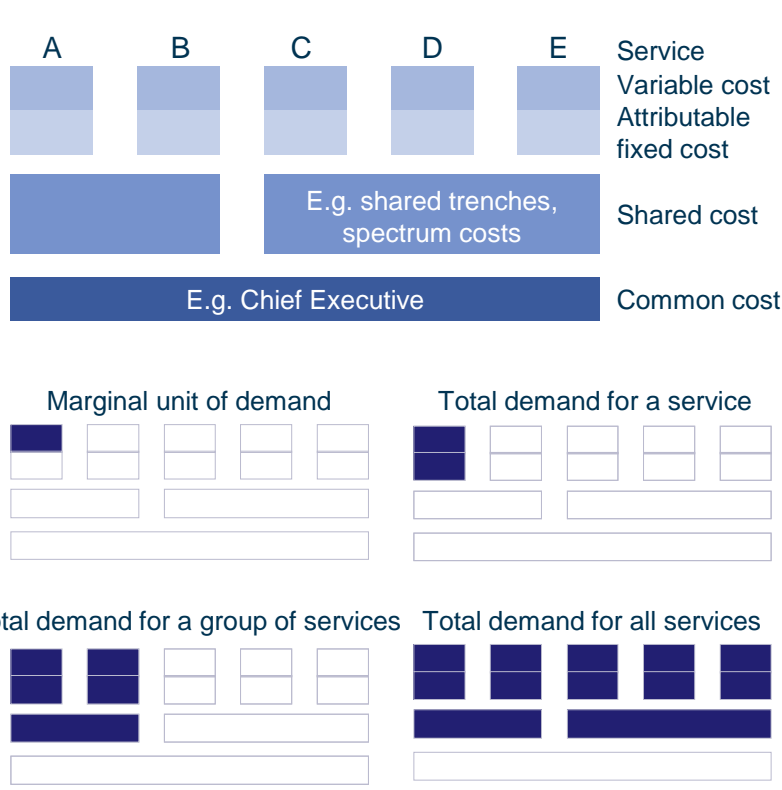 A B C D E Service
Variable cost
Attributable
fixed cost
E.g. shared trenches,
spectrum costs
Shared cost
E.g. Chief Executive
Common cost
Marginal unit of demand
Total demand for a service
otal demand for a group of services
Total demand for all services